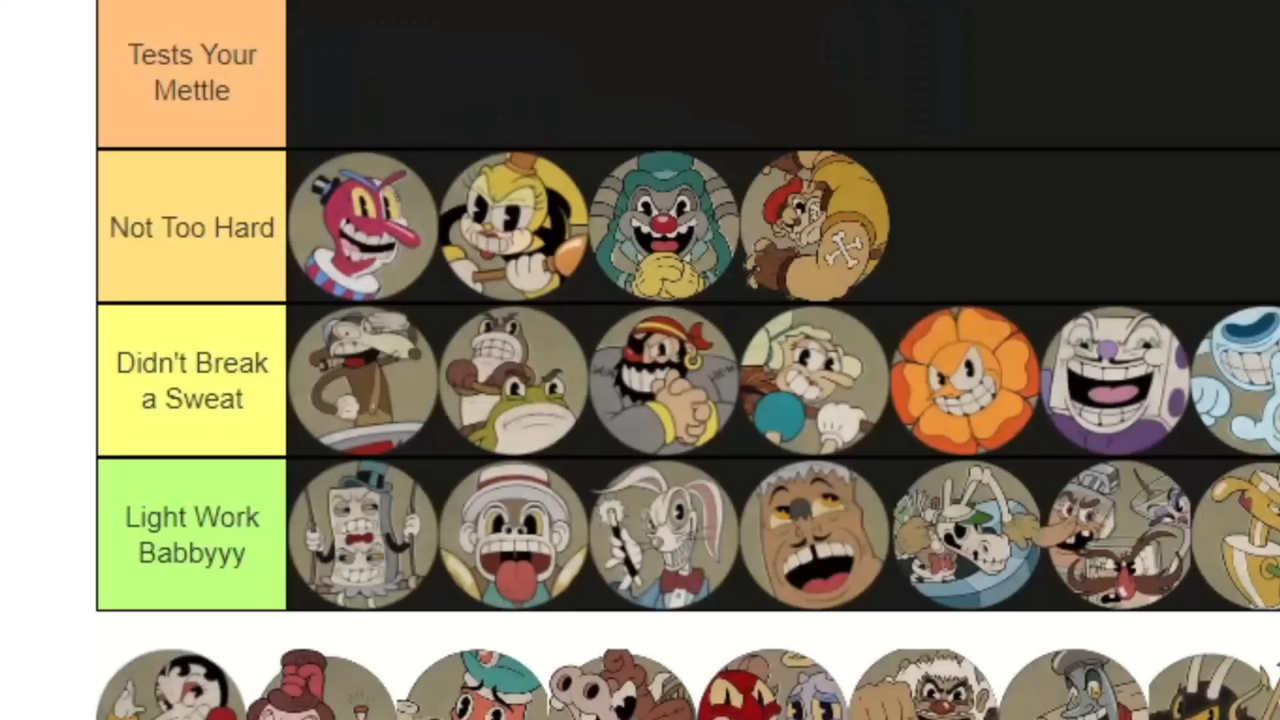 Tests Your
Mettle
Not Too Hard
Didn't Break
a Sweat
Light Work
Babbyyy